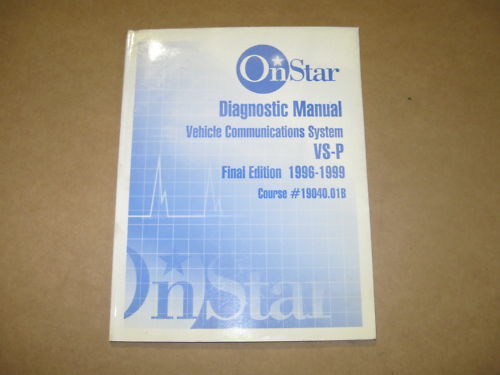 OnStar
Diagnostic Manual
Vehicle Communications System
VS-P
Final Edition 1996-1999
Course #19040.01B
OnStar